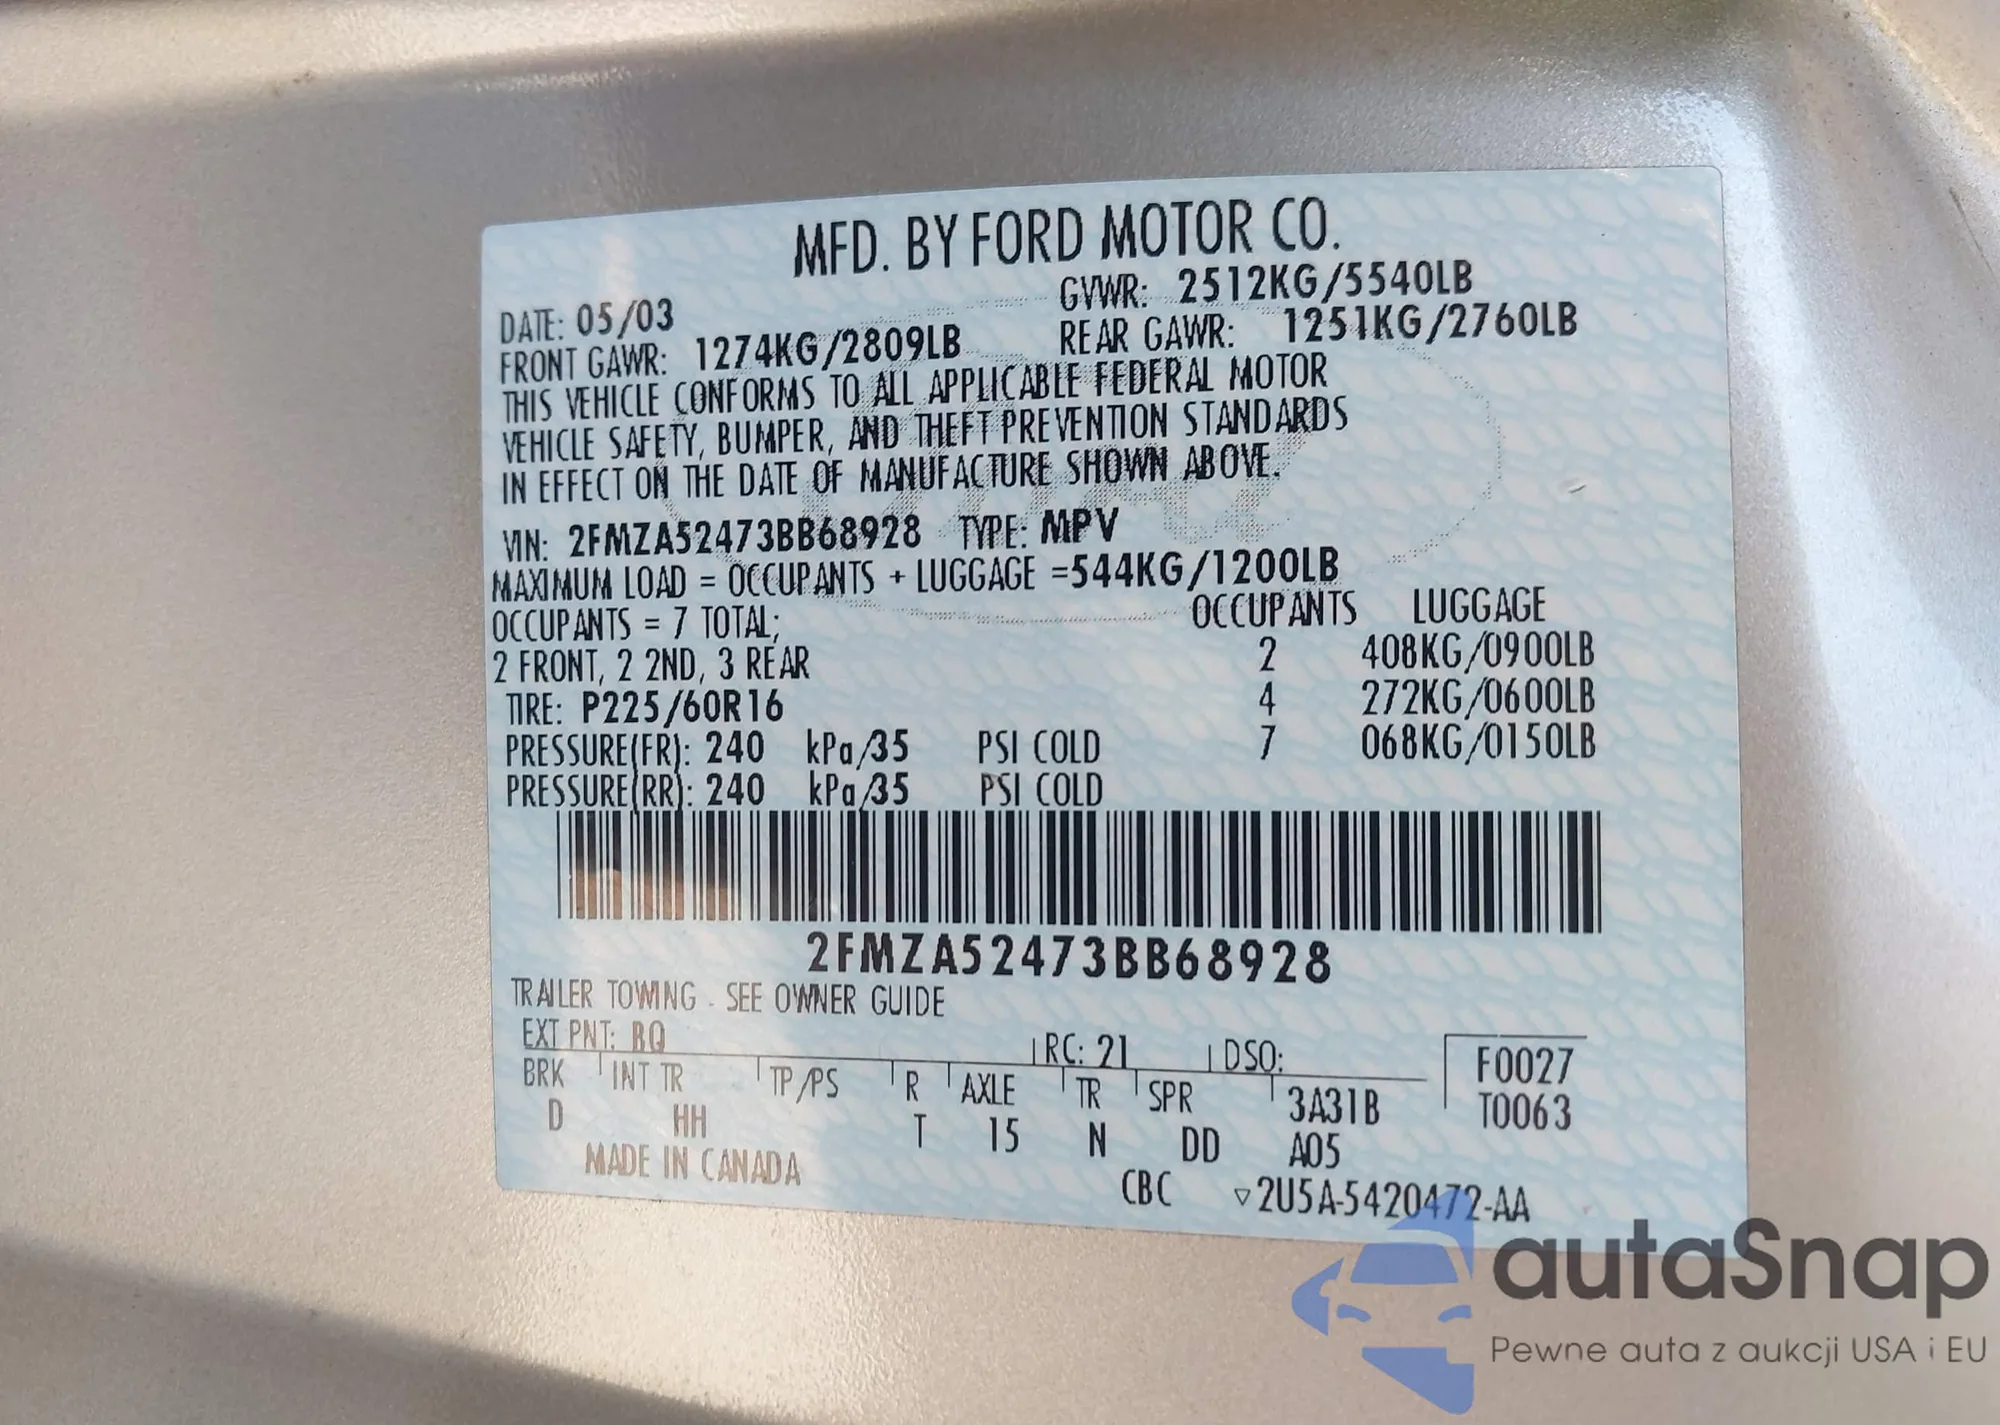 MFD. BY FORD MOTOR CO.
DATE: 05/03 GVWR: 2512KG/5540LB
FRONT GAWR: 1274KG/2809LB REAR GAWR: 1251KG/2760LB
THIS VEHICLE CONFORMS TO ALL APPLICABLE FEDERAL MOTOR
VEHICLE SAFETY, BUMPER, AND THEFT PREVENTION STANDARDS
IN EFFECT ON THE DATE OF MANUFACTURE SHOWN ABOVE.
VIN: 2FMZA52473BB68928 TYPE: MPV
MAXIMUM LOAD = OCCUPANTS + LUGGAGE =544KG/1200LB
OCCUPANTS = 7 TOTAL; OCCUPANTS LUGGAGE
2 FRONT, 2 2ND, 3 REAR 2 408KG/0900LB
TIRE: P225/60R16 4 272KG/0600LB
PRESSURE(FR): 240 kPa/35 PSI COLD 7 068KG/0150LB
PRESSURE(RR): 240 kPa/35 PSI COLD
2FMZA52473BB68928
TRAILER TOWING - SEE OWNER GUIDE
EXT PNT: BQ RC: 21 DSO: F0027
BRK INT TR TP/PS R AXLE TR SPR 3A31B T0063
D HH T 15 N DD A05
MADE IN CANADA CBC ▽2U5A-5420472-AA
autaSnap
Pewne auta z aukcji USA i EU